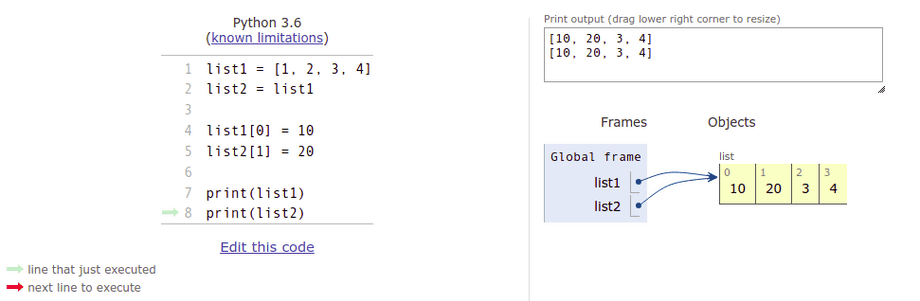 Python 3.6
(known limitations)
1 list1 = [1, 2, 3, 4]
2 list2 = list1
3
4 list1[0] = 10
5 list2[1] = 20
6
7 print(list1)
8 print(list2)
Edit this code
line that just executed
next line to execute
Print output (drag lower right corner to resize)
[10, 20, 3, 4]
[10, 20, 3, 4]
Frames Objects
Global frame
list1
list2
list
0 1 2 3
10 20 3 4